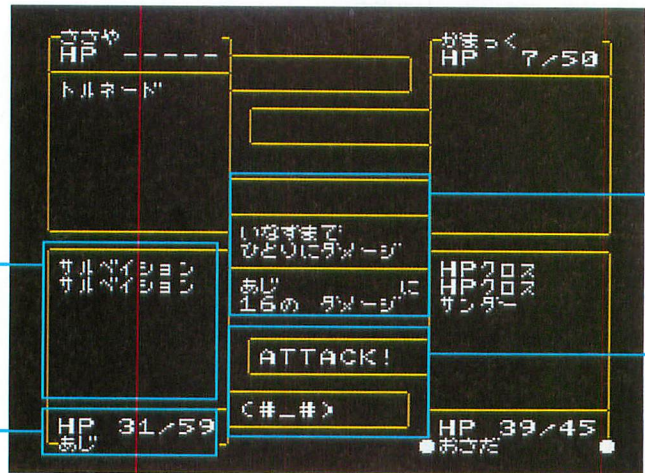 ささや
HP -----
トルネード
かまっく
HP 7/50
いなずまで
ひとりにダメージ
あじ に
16の ダメージ
サルベイション
サルベイション
HPクロス
HPクロス
サンダー
ATTACK!
(#_#)
HP 31/59
あじ
HP 39/45
おさだ